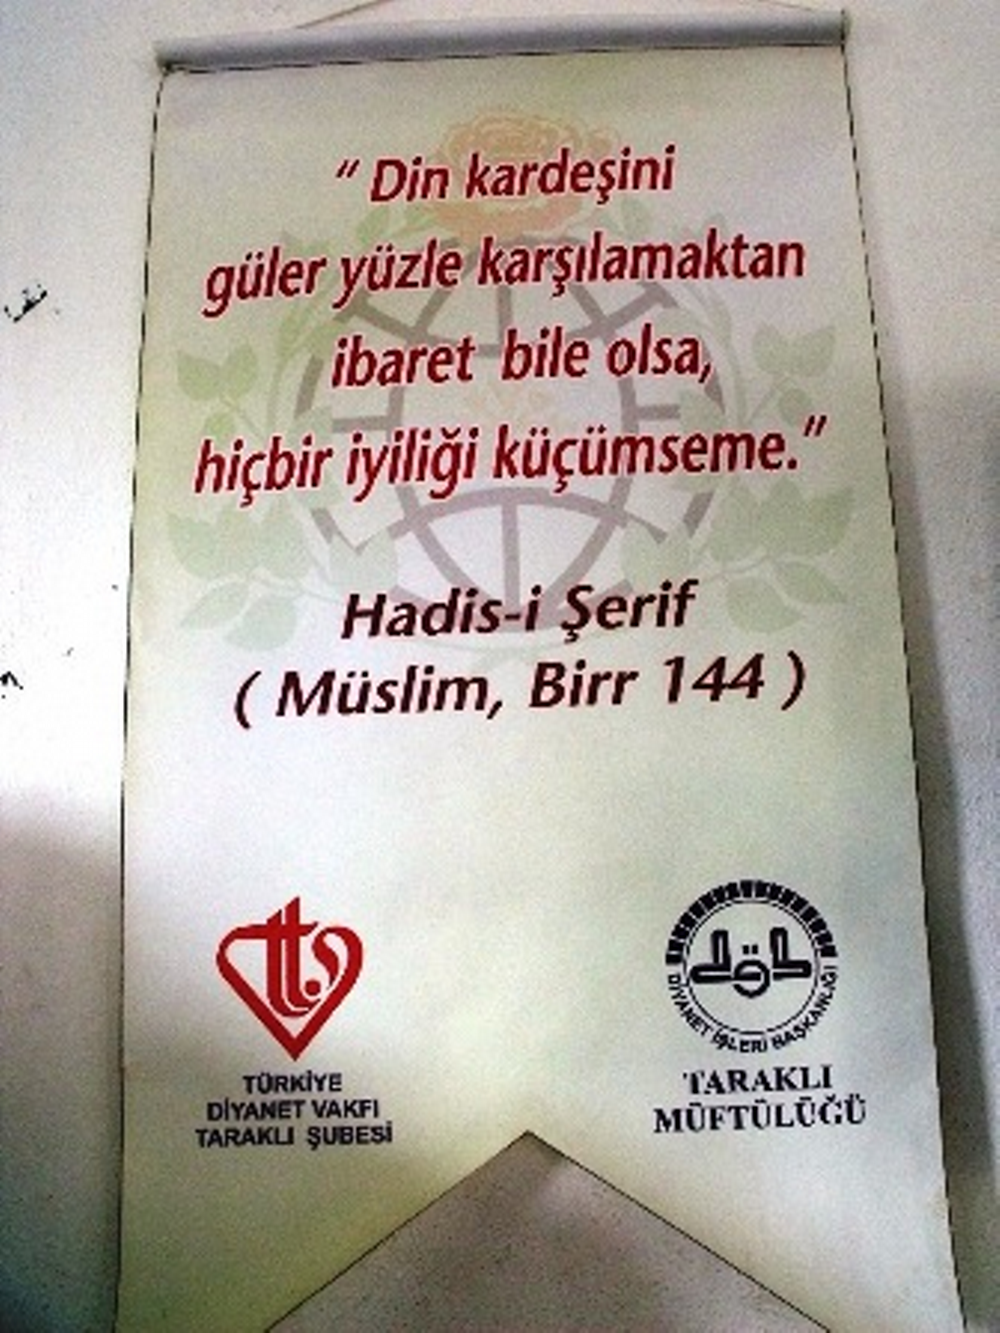 “ Din kardeşini
güler yüzle karşılamaktan
ibaret bile olsa,
hiçbir iyiliği küçümseme.”
Hadis-i Şerif
( Müslim, Birr 144 )
TÜRKİYE
DİYANET VAKFI
TARAKLI ŞUBESİ
DİYANET İŞLERİ BAŞKANLIĞI
TARAKLI
MÜFTÜLÜĞÜ